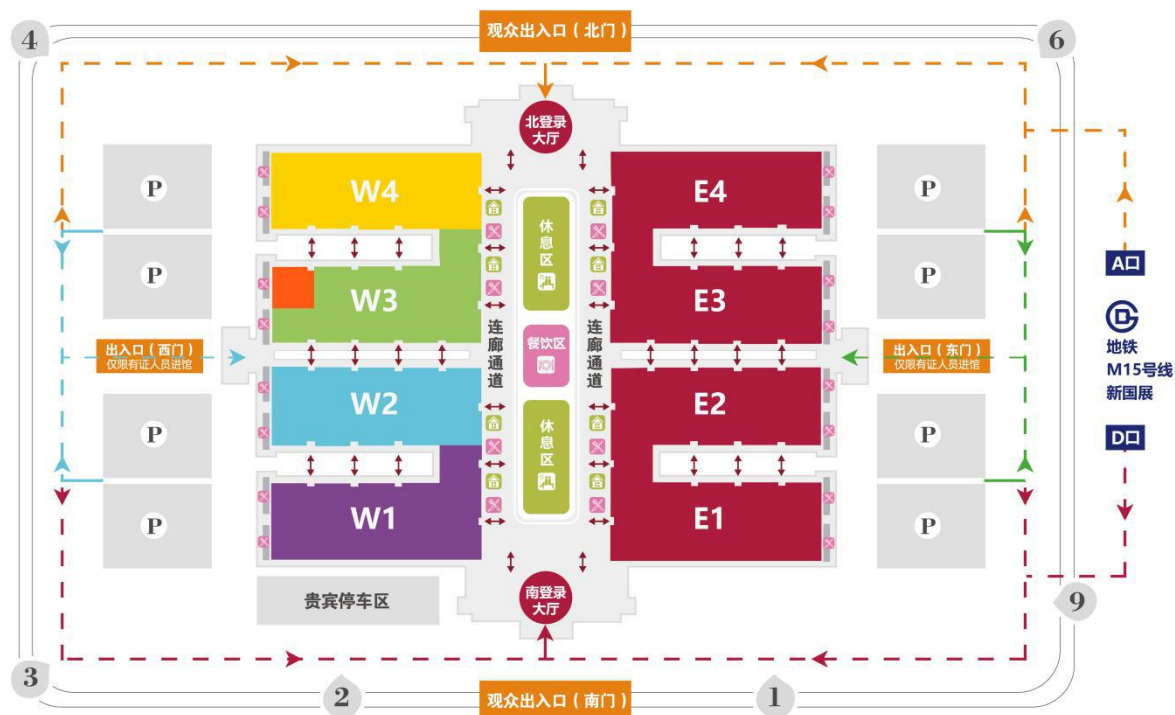 4
观众出入口（北门）
6
北登录
大厅
P
W4
E4
P
休息区
P
W3
E3
P
A口
出入口（西门）
仅限有证人员进馆
连廊通道
餐饮区
连廊通道
出入口（东门）
仅限有证人员进馆
地铁
M15号线
新国展
P
W2
E2
P
D口
休息区
P
W1
E1
P
贵宾停车区
南登录
大厅
9
3
2
观众出入口（南门）
1